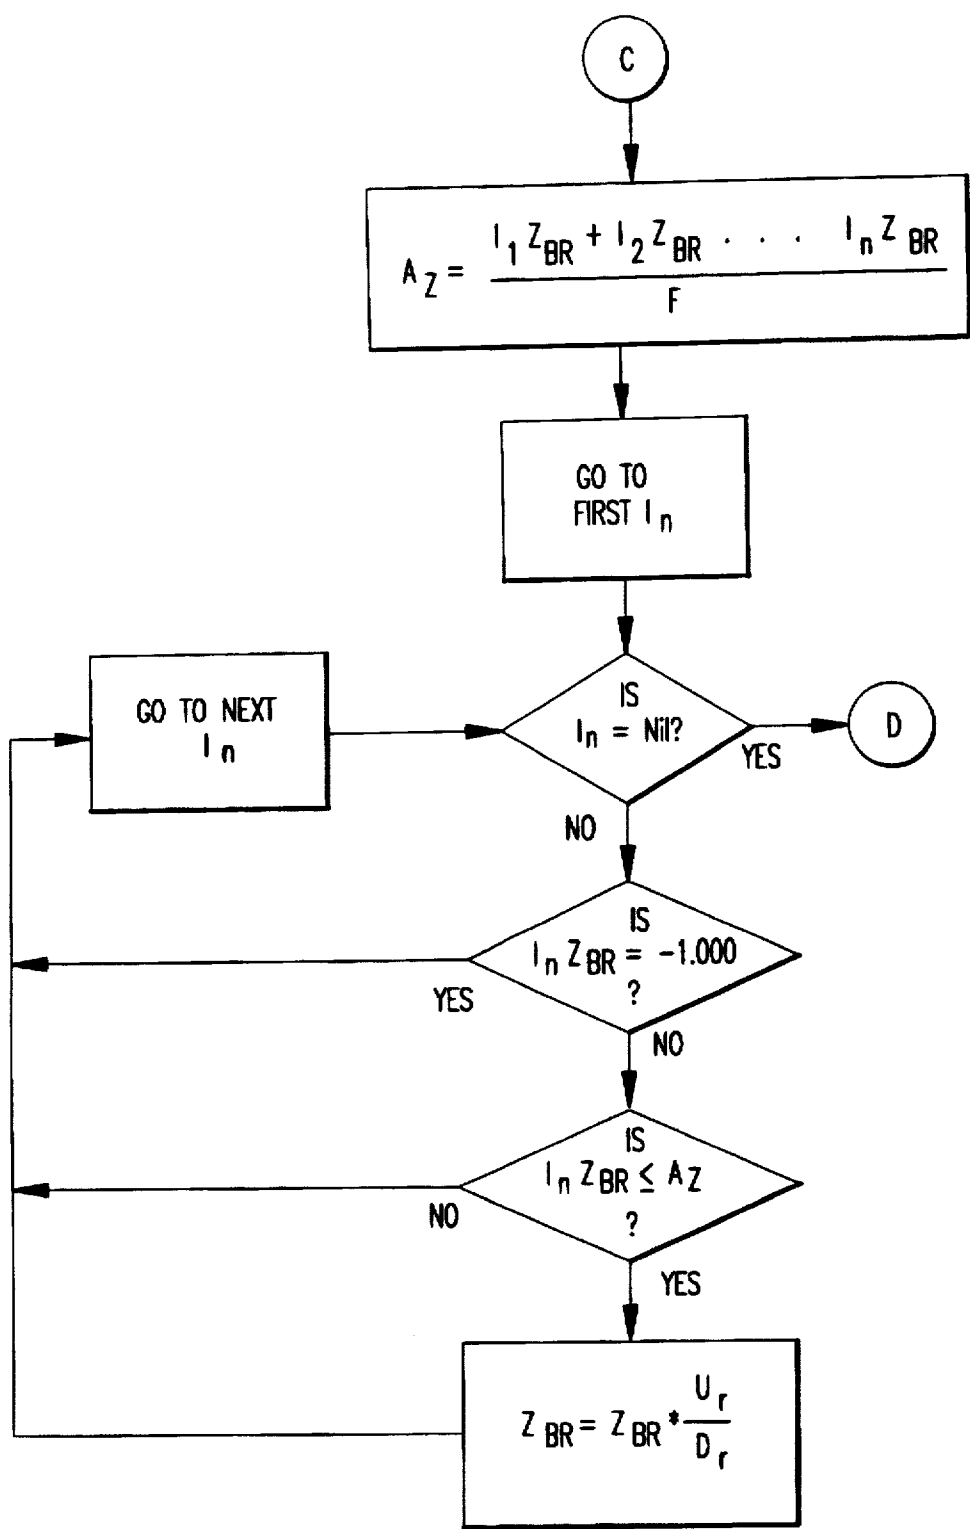 C
A_Z = (I_1 Z_BR + I_2 Z_BR . . . I_n Z_BR) / F
GO TO
FIRST I_n
GO TO NEXT
I_n
IS
I_n = Nil?
YES
D
NO
IS
I_n Z_BR = -1.000
?
YES
NO
IS
I_n Z_BR ≤ A_Z
?
NO
YES
Z_BR = Z_BR * U_r / D_r